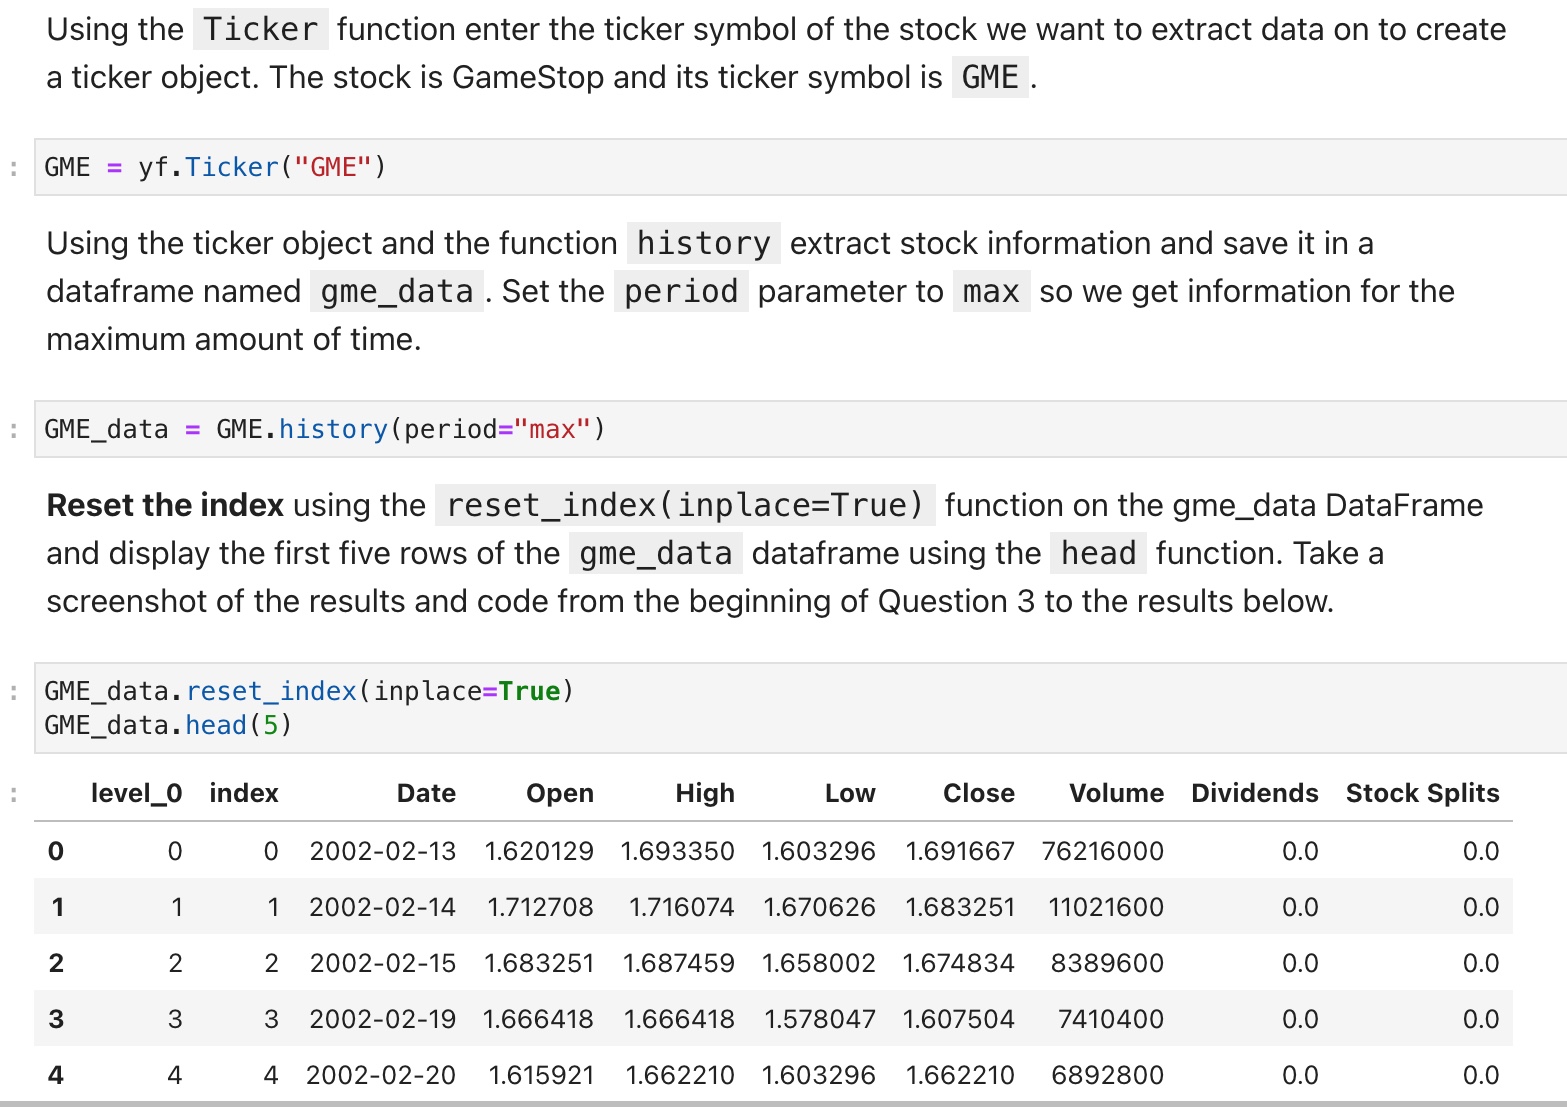 Using the Ticker function enter the ticker symbol of the stock we want to extract data on to create
a ticker object. The stock is GameStop and its ticker symbol is GME .
: GME = yf.Ticker("GME")
Using the ticker object and the function history extract stock information and save it in a
dataframe named gme_data . Set the period parameter to max so we get information for the
maximum amount of time.
: GME_data = GME.history(period="max")
Reset the index using the reset_index(inplace=True) function on the gme_data DataFrame
and display the first five rows of the gme_data dataframe using the head function. Take a
screenshot of the results and code from the beginning of Question 3 to the results below.
: GME_data.reset_index(inplace=True)
GME_data.head(5)
: level_0 index Date Open High Low Close Volume Dividends Stock Splits
0 0 0 2002-02-13 1.620129 1.693350 1.603296 1.691667 76216000 0.0 0.0
1 1 1 2002-02-14 1.712708 1.716074 1.670626 1.683251 11021600 0.0 0.0
2 2 2 2002-02-15 1.683251 1.687459 1.658002 1.674834 8389600 0.0 0.0
3 3 3 2002-02-19 1.666418 1.666418 1.578047 1.607504 7410400 0.0 0.0
4 4 4 2002-02-20 1.615921 1.662210 1.603296 1.662210 6892800 0.0 0.0